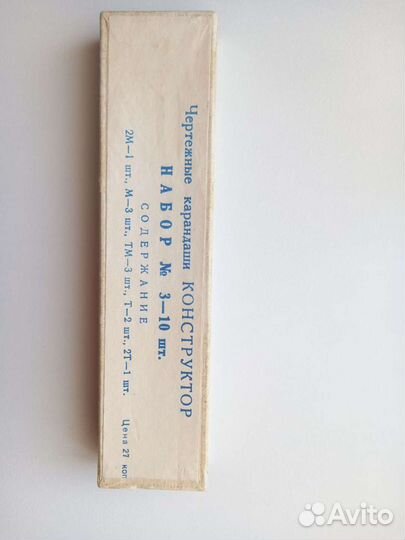 Чертежные карандаши КОНСТРУКТОР
НАБОР № 3—10 шт.
СОДЕРЖАНИЕ
2М—1 шт., М—3 шт., ТМ—3 шт., Т—2 шт., 2Т—1 шт.
Цена 27 коп
Avito